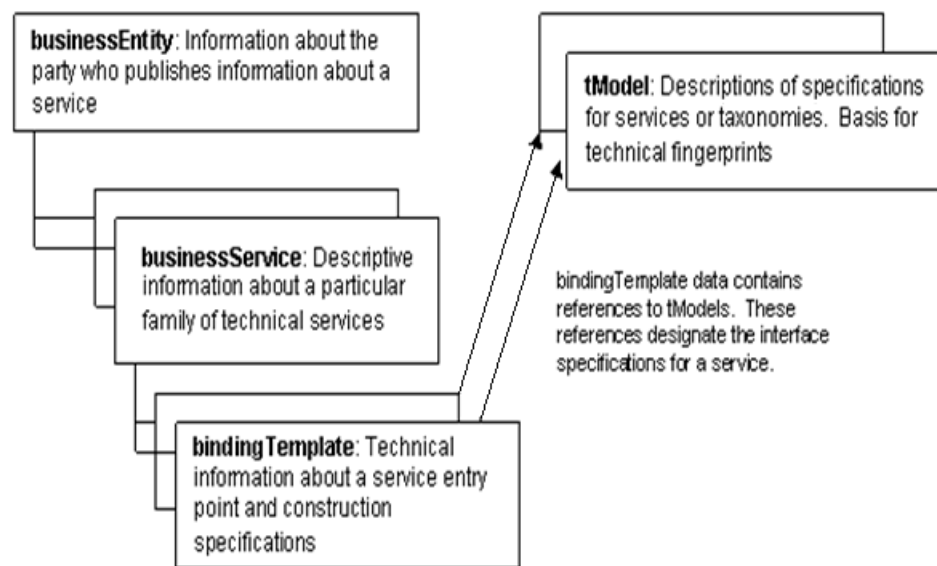 businessEntity: Information about the
party who publishes information about a
service
tModel: Descriptions of specifications
for services or taxonomies. Basis for
technical fingerprints
businessService: Descriptive
information about a particular
family of technical services
bindingTemplate data contains
references to tModels. These
references designate the interface
specifications for a service.
bindingTemplate: Technical
information about a service entry
point and construction
specifications